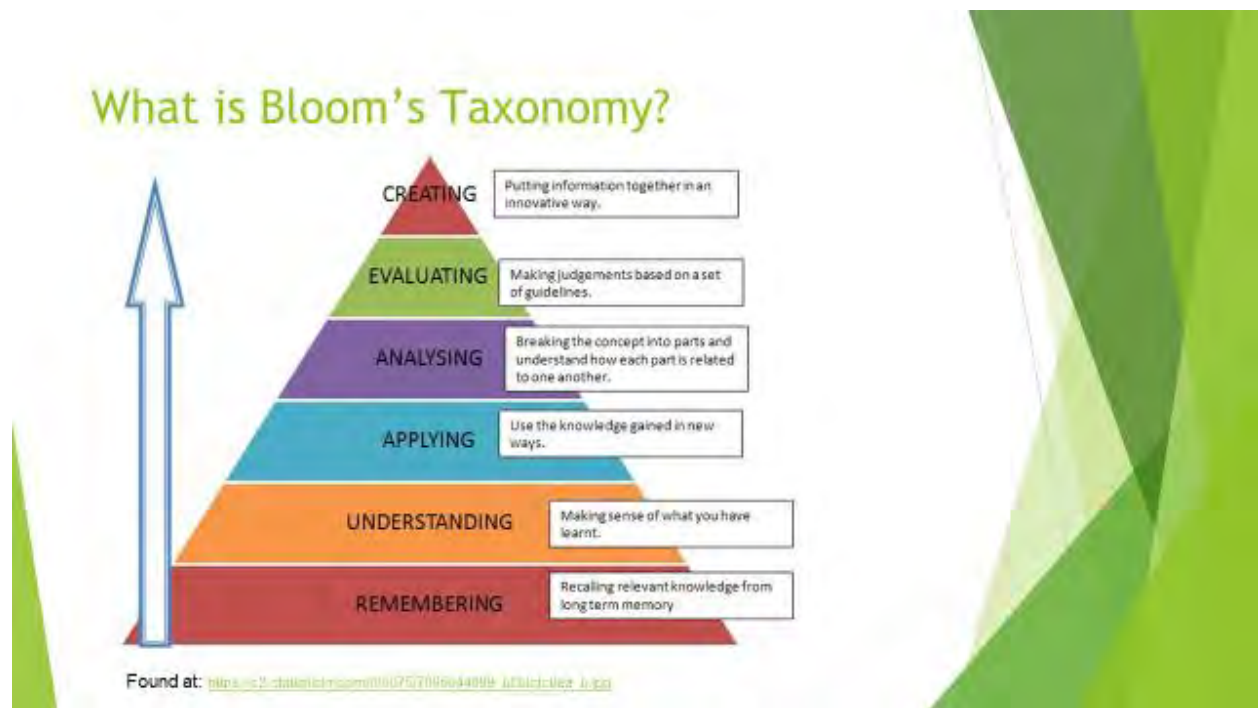 What is Bloom's Taxonomy?
CREATING
Putting information together in an
innovative way.
EVALUATING
Making judgements based on a set
of guidelines.
ANALYSING
Breaking the concept into parts and
understand how each part is related
to one another.
APPLYING
Use the knowledge gained in new
ways.
UNDERSTANDING
Making sense of what you have
learnt.
REMEMBERING
Recalling relevant knowledge from
long term memory
Found at: